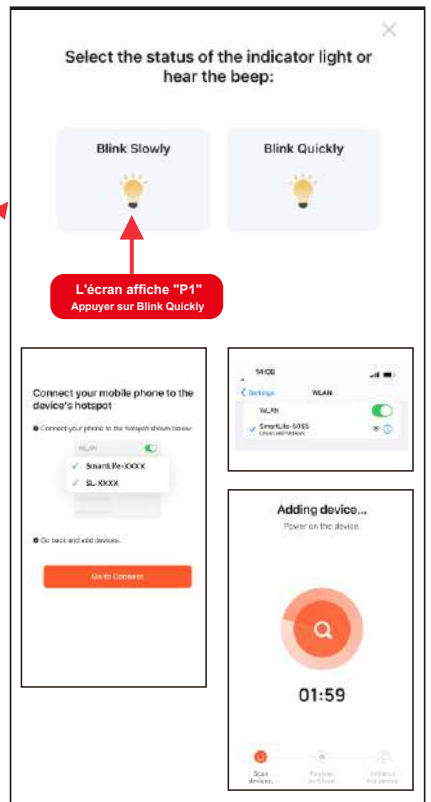 Select the status of the indicator light or
hear the beep:
Blink Slowly
Blink Quickly
L'écran affiche "P1"
Appuyer sur Blink Quickly
Connect your mobile phone to the
device's hotspot
Connect your phone to the hotspot shown below
WLAN
SmartLife-XXXX
SL-XXXX
Go back and add devices.
Go to Connect
14:09
Settings
WLAN
WLAN
Adding device...
Power on the device.
01:59
Scan
devices.